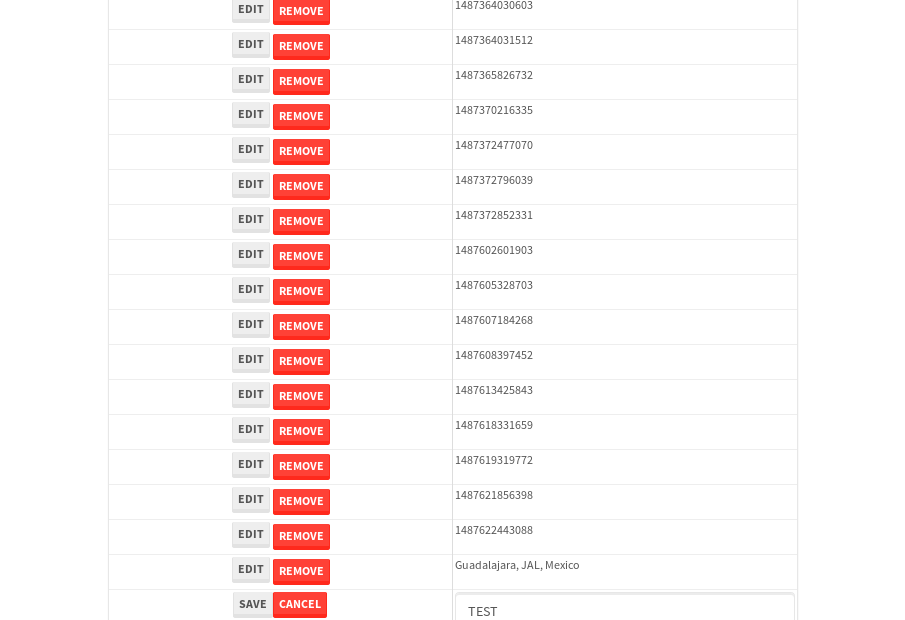 EDIT REMOVE 1487364030603
EDIT REMOVE 1487364031512
EDIT REMOVE 1487365826732
EDIT REMOVE 1487370216335
EDIT REMOVE 1487372477070
EDIT REMOVE 1487372796039
EDIT REMOVE 1487372852331
EDIT REMOVE 1487602601903
EDIT REMOVE 1487605328703
EDIT REMOVE 1487607184268
EDIT REMOVE 1487608397452
EDIT REMOVE 1487613425843
EDIT REMOVE 1487618331659
EDIT REMOVE 1487619319772
EDIT REMOVE 1487621856398
EDIT REMOVE 1487622443088
EDIT REMOVE Guadalajara, JAL, Mexico
SAVE CANCEL TEST